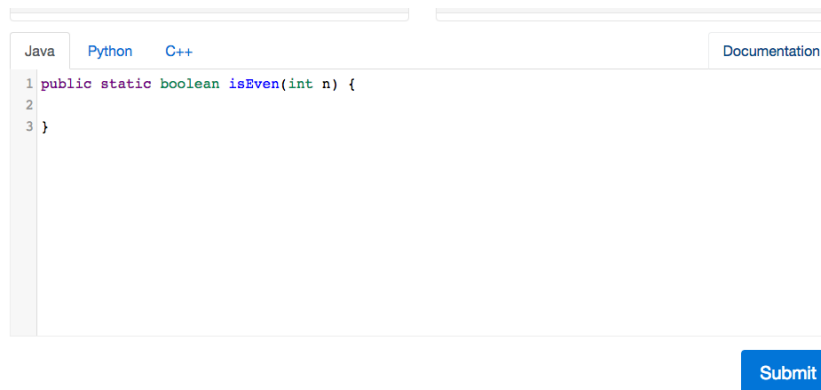 Java Python C++ Documentation
1 public static boolean isEven(int n) {
2
3 }
Submit